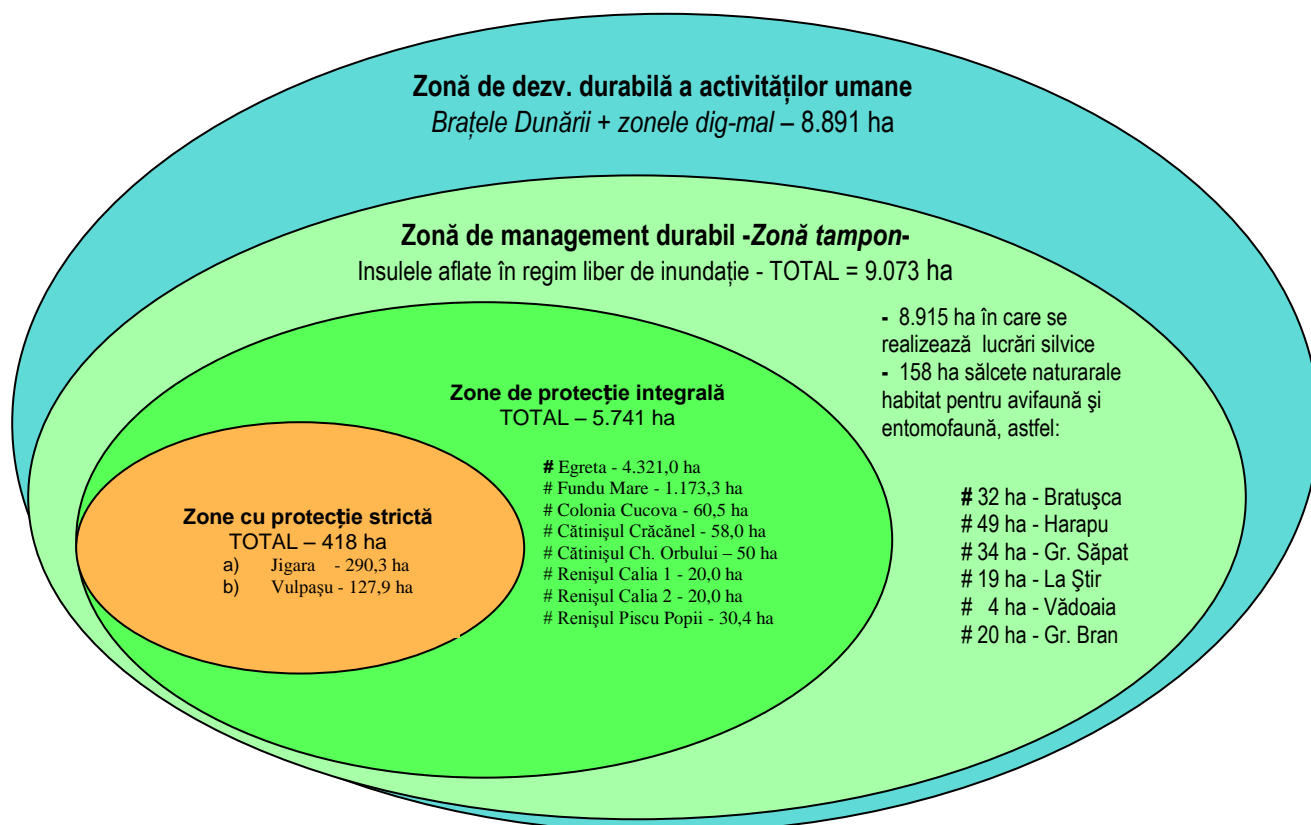 Zonă de dezv. durabilă a activităților umane
Brațele Dunării + zonele dig-mal – 8.891 ha
Zonă de management durabil -Zonă tampon-
Insulele aflate în regim liber de inundație - TOTAL = 9.073 ha
- 8.915 ha în care se
realizează lucrări silvice
- 158 ha sălcete naturarale
habitat pentru avifaună şi
entomofaună, astfel:
# 32 ha - Bratuşca
# 49 ha - Harapu
# 34 ha - Gr. Săpat
# 19 ha - La Ştir
# 4 ha - Vădoaia
# 20 ha - Gr. Bran
Zone de protecție integrală
TOTAL – 5.741 ha
# Egreta - 4.321,0 ha
# Fundu Mare - 1.173,3 ha
# Colonia Cucova - 60,5 ha
# Cătinişul Crăcănel - 58,0 ha
# Cătinişul Ch. Orbului – 50 ha
# Renişul Calia 1 - 20,0 ha
# Renişul Calia 2 - 20,0 ha
# Renişul Piscu Popii - 30,4 ha
Zone cu protecție strictă
TOTAL – 418 ha
a) Jigara - 290,3 ha
b) Vulpaşu - 127,9 ha